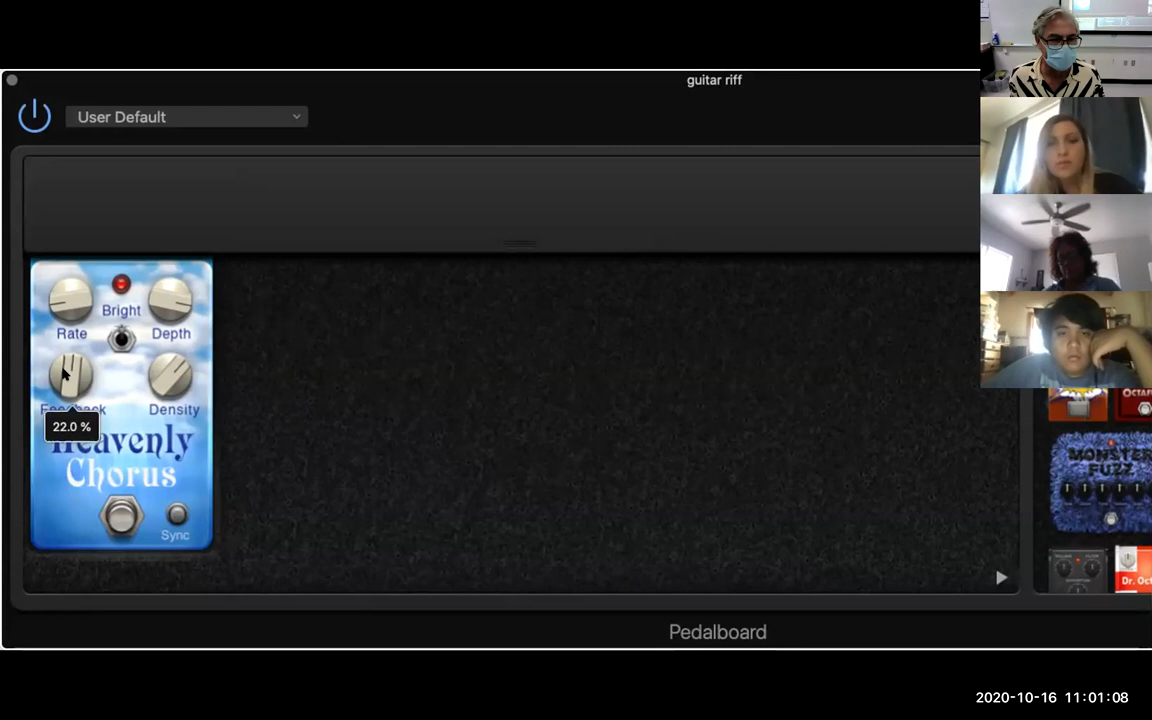 guitar riff
User Default
Bright
Rate
Depth
Density
22.0 %
Heavenly
Chorus
Sync
MONSTER
FUZZ
Pedalboard
2020-10-16 11:01:08